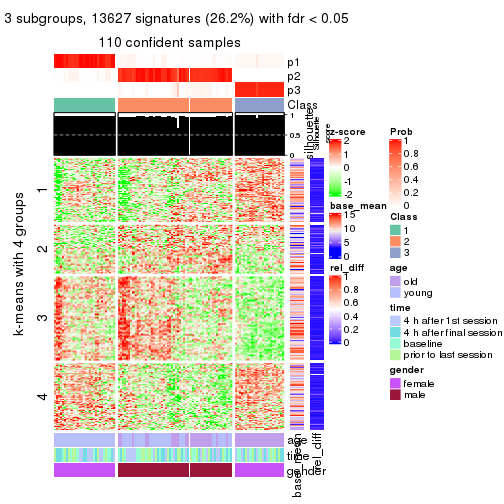 3 subgroups, 13627 signatures (26.2%) with fdr < 0.05
110 confident samples
p1
p2
p3
Class
silhouette
1
0.5
0
k-means with 4 groups
1
2
3
4
age
time
gender
base_mean
rel_diff
z-score
2
1
0
-1
-2
base_mean
15
10
5
0
rel_diff
1
0.8
0.6
0.4
0.2
0
Prob
1
0.8
0.6
0.4
0.2
0
Class
1
2
3
age
old
young
time
4 h after 1st session
4 h after final session
baseline
prior to last session
gender
female
male